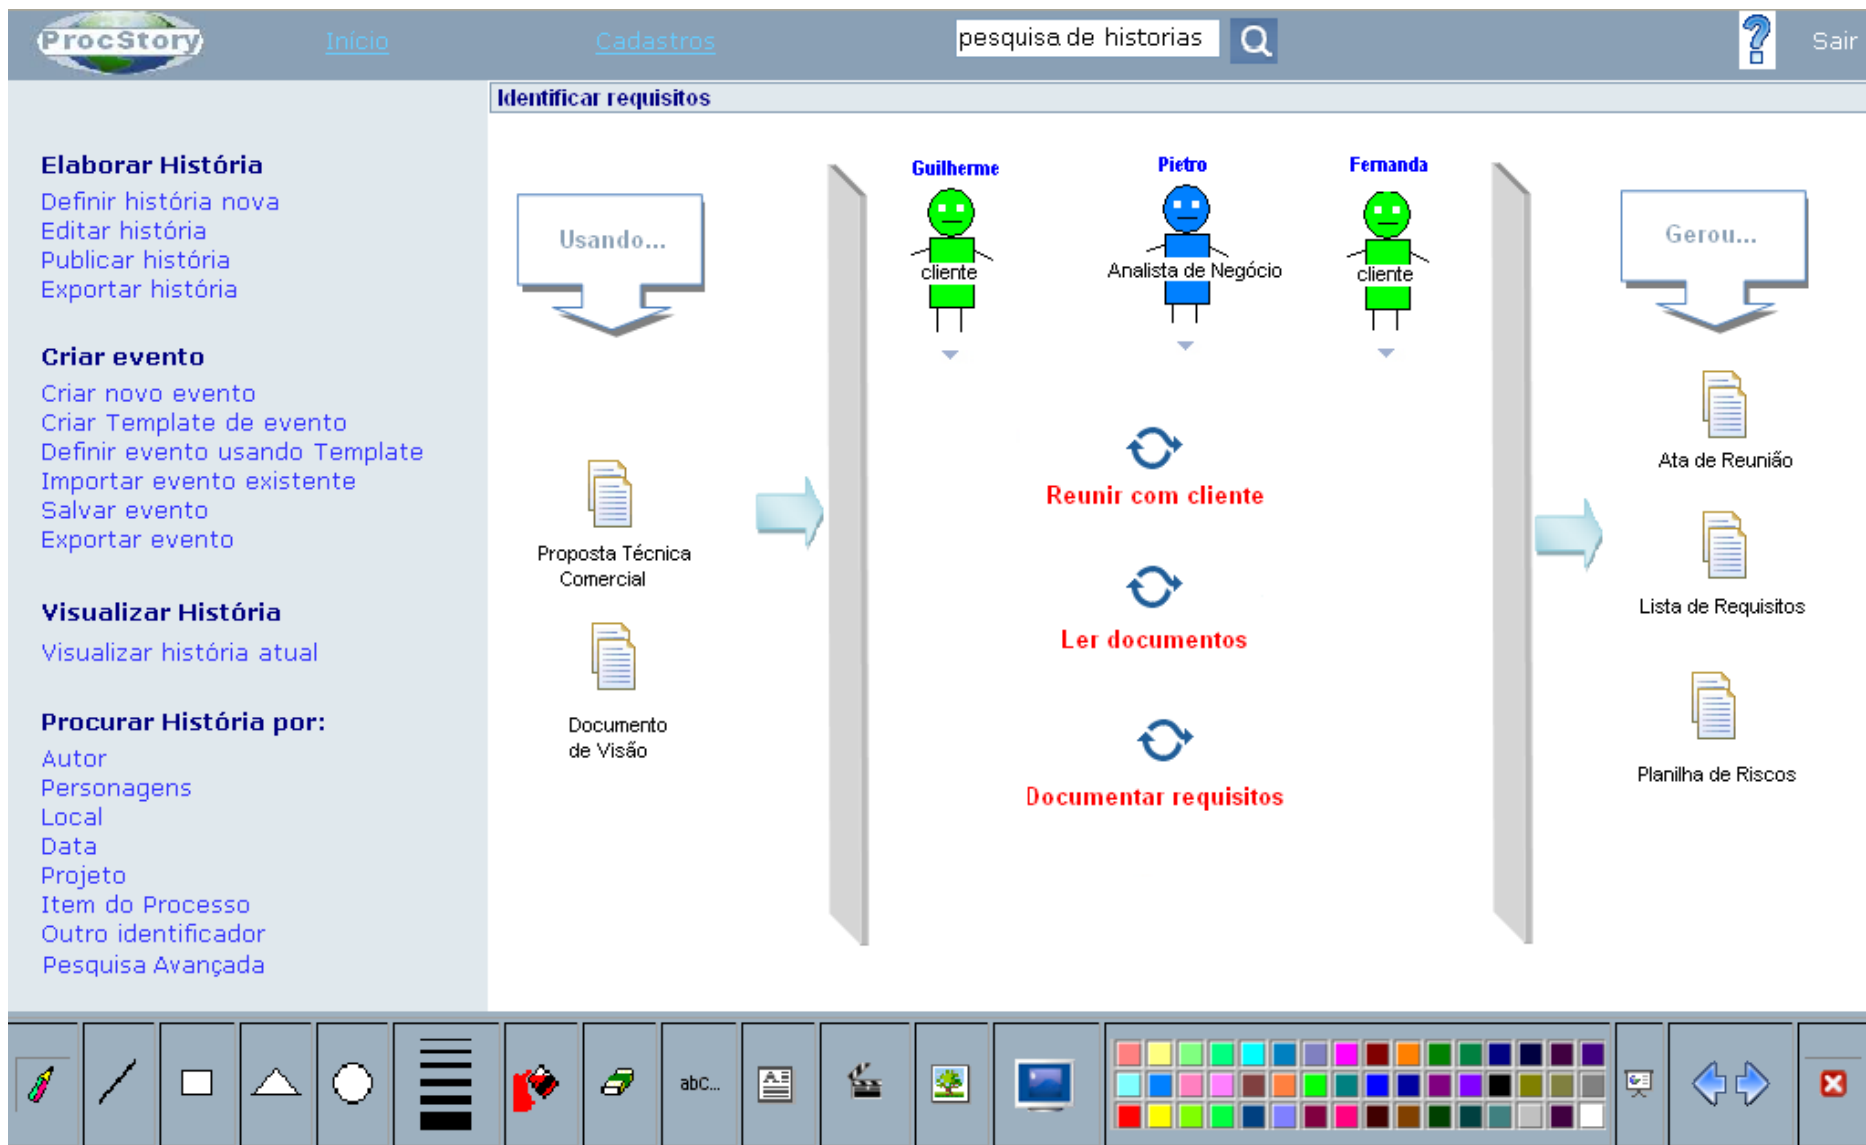 ProcStory
Início
Cadastros
pesquisa de historias
Sair
Identificar requisitos
Elaborar História
Definir história nova
Editar história
Publicar história
Exportar história
Criar evento
Criar novo evento
Criar Template de evento
Definir evento usando Template
Importar evento existente
Salvar evento
Exportar evento
Visualizar História
Visualizar história atual
Procurar História por:
Autor
Personagens
Local
Data
Projeto
Item do Processo
Outro identificador
Pesquisa Avançada
Usando...
Proposta Técnica
Comercial
Documento
de Visão
Guilherme
cliente
Pietro
Analista de Negócio
Fernanda
cliente
Reunir com cliente
Ler documentos
Documentar requisitos
Gerou...
Ata de Reunião
Lista de Requisitos
Planilha de Riscos
abC...